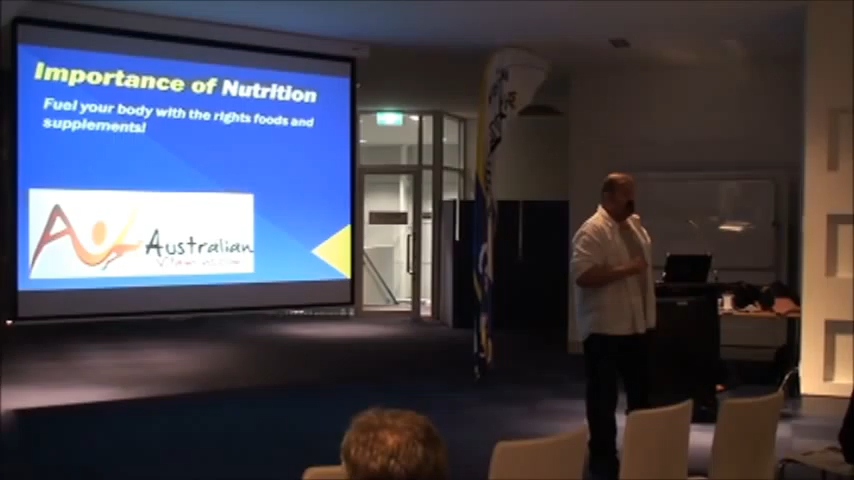 Importance of Nutrition
Fuel your body with the rights foods and
supplements!
Australian